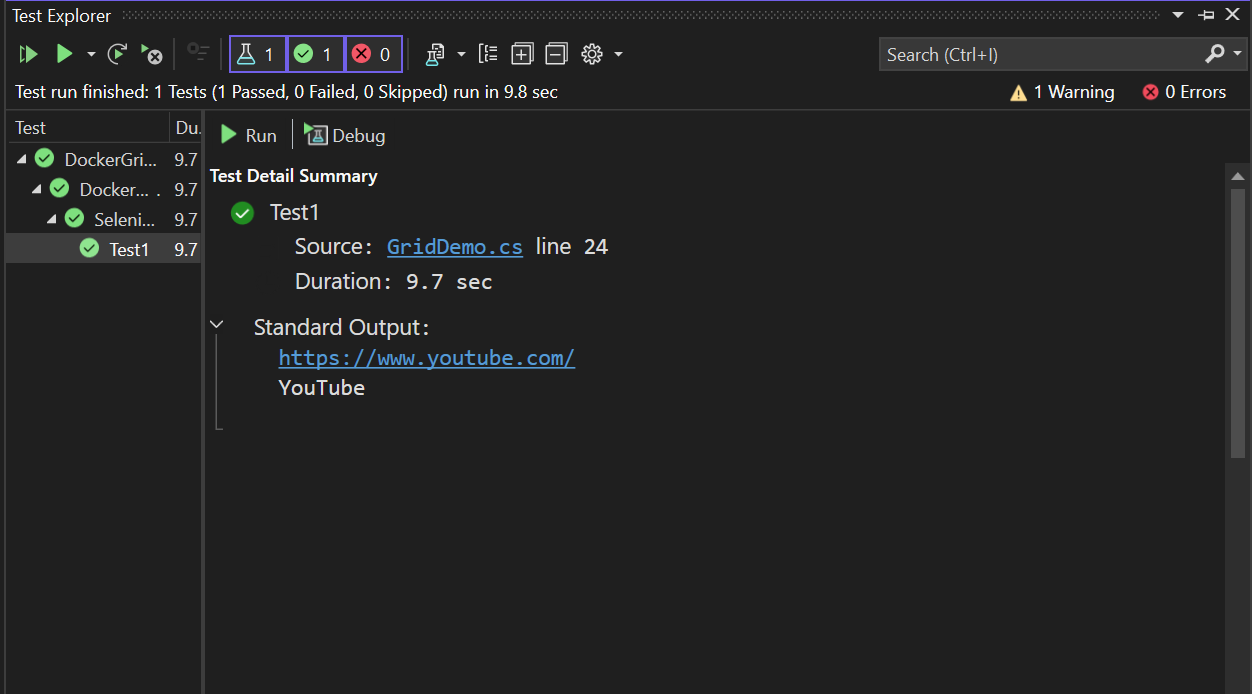 Test Explorer
1 1 0
Search (Ctrl+I)
Test run finished: 1 Tests (1 Passed, 0 Failed, 0 Skipped) run in 9.8 sec
1 Warning
0 Errors
Test Du.
DockerGri... 9.7
Docker... . 9.7
Seleni... 9.7
Test1 9.7
Run Debug
Test Detail Summary
Test1
Source: GridDemo.cs line 24
Duration: 9.7 sec
Standard Output:
https://www.youtube.com/
YouTube